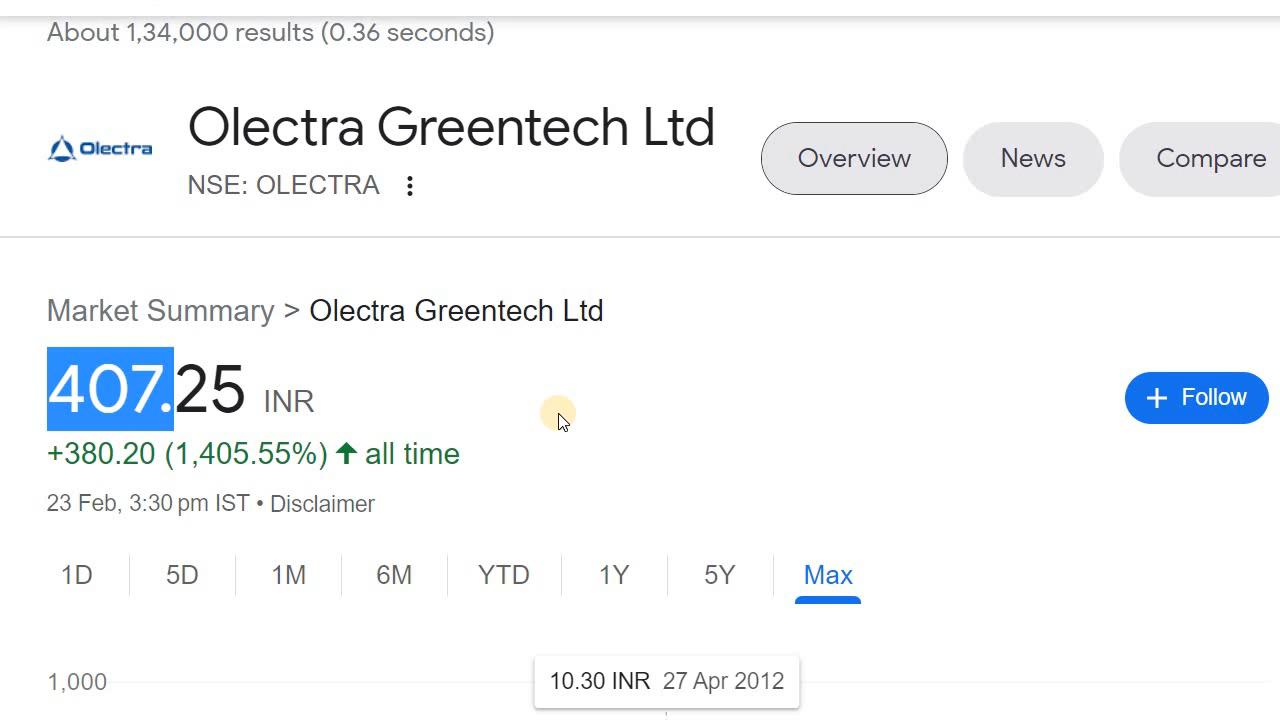 About 1,34,000 results (0.36 seconds)
Olectra
Olectra Greentech Ltd
NSE: OLECTRA
Overview
News
Compare
Market Summary > Olectra Greentech Ltd
407.25 INR
+ Follow
+380.20 (1,405.55%) ↑ all time
23 Feb, 3:30 pm IST • Disclaimer
1D 5D 1M 6M YTD 1Y 5Y Max
1,000
10.30 INR 27 Apr 2012